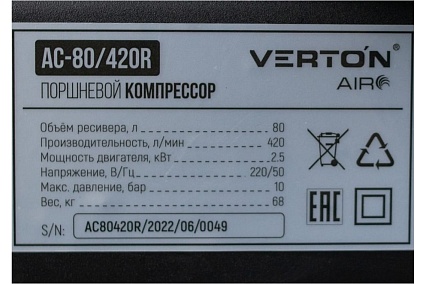 AC-80/420R
VERTON®
AIR
ПОРШНЕВОЙ КОМПРЕССОР
Объём ресивера, л 80
Производительность, л/мин 420
Мощность двигателя, кВт 2.5
Напряжение, В/Гц 220/50
Макс. давление, бар 10
Вес, кг 68
S/N: AC80420R/2022/06/0049
EAC